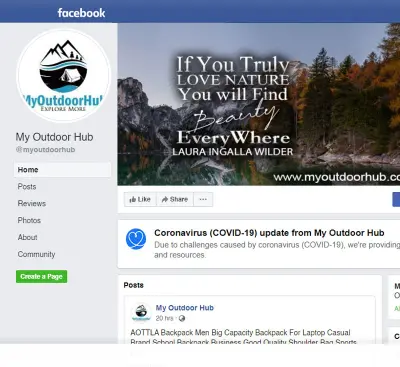 facebook
MyOutdoorHub
EXPLORE MORE
My Outdoor Hub
@myoutdoorhub
Home
Posts
Reviews
Photos
About
Community
Create a Page
If You Truly
LOVE NATURE
You will Find
Beauty
EveryWhere
LAURA INGALLA WILDER
www.myoutdoorhub.co
Like
Share
...
Coronavirus (COVID-19) update from My Outdoor Hub
Due to challenges caused by coronavirus (COVID-19), we're providing
and resources.
Posts
My Outdoor Hub
20 hrs ·
AOTTLA Backpack Men Big Capacity Backpack For Laptop Casual
Brand School Backpack Business Good Quality Shoulder Bag Sports
M
O
Al
C